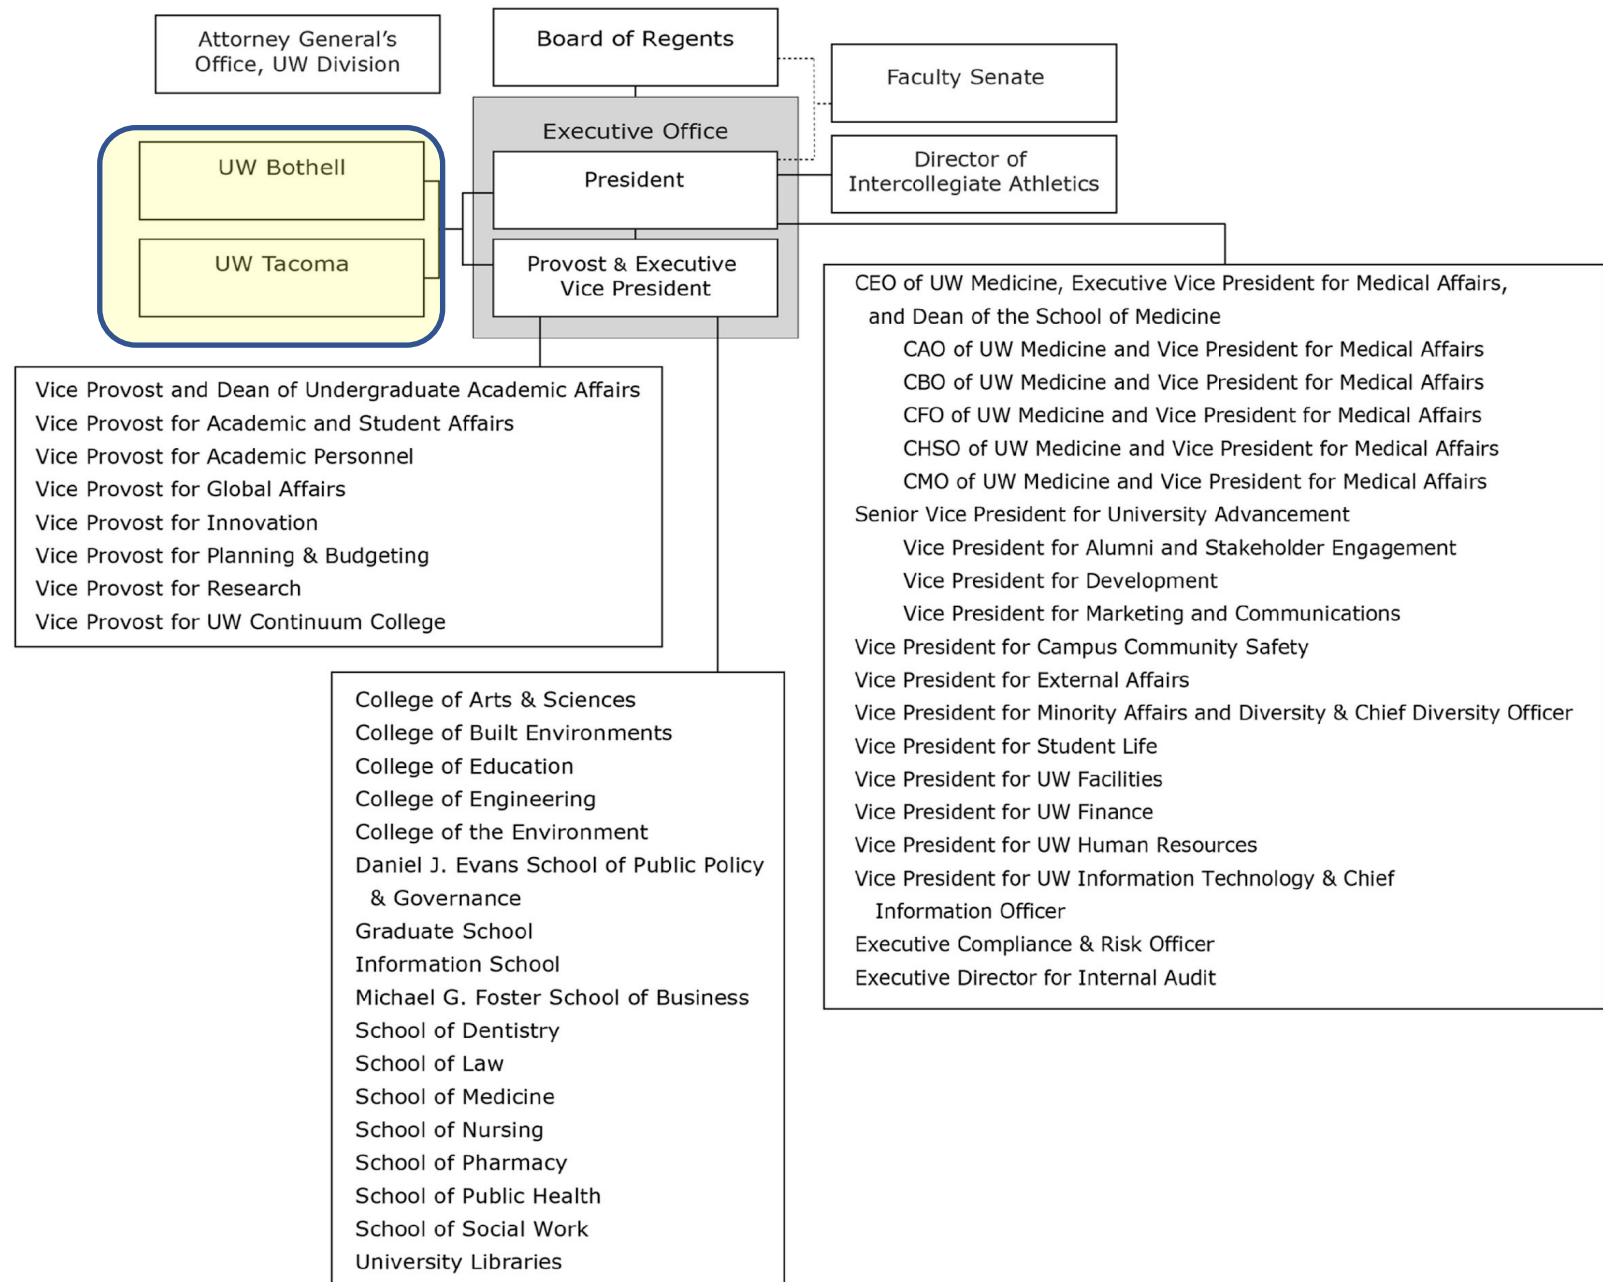 Attorney General's
Office, UW Division
Board of Regents
Faculty Senate
Executive Office
UW Bothell
President
Director of
Intercollegiate Athletics
UW Tacoma
Provost & Executive
Vice President
CEO of UW Medicine, Executive Vice President for Medical Affairs,
and Dean of the School of Medicine
CAO of UW Medicine and Vice President for Medical Affairs
CBO of UW Medicine and Vice President for Medical Affairs
CFO of UW Medicine and Vice President for Medical Affairs
CHSO of UW Medicine and Vice President for Medical Affairs
CMO of UW Medicine and Vice President for Medical Affairs
Senior Vice President for University Advancement
Vice President for Alumni and Stakeholder Engagement
Vice President for Development
Vice President for Marketing and Communications
Vice President for Campus Community Safety
Vice President for External Affairs
Vice President for Minority Affairs and Diversity & Chief Diversity Officer
Vice President for Student Life
Vice President for UW Facilities
Vice President for UW Finance
Vice President for UW Human Resources
Vice President for UW Information Technology & Chief
Information Officer
Executive Compliance & Risk Officer
Executive Director for Internal Audit
Vice Provost and Dean of Undergraduate Academic Affairs
Vice Provost for Academic and Student Affairs
Vice Provost for Academic Personnel
Vice Provost for Global Affairs
Vice Provost for Innovation
Vice Provost for Planning & Budgeting
Vice Provost for Research
Vice Provost for UW Continuum College
College of Arts & Sciences
College of Built Environments
College of Education
College of Engineering
College of the Environment
Daniel J. Evans School of Public Policy
& Governance
Graduate School
Information School
Michael G. Foster School of Business
School of Dentistry
School of Law
School of Medicine
School of Nursing
School of Pharmacy
School of Public Health
School of Social Work
University Libraries